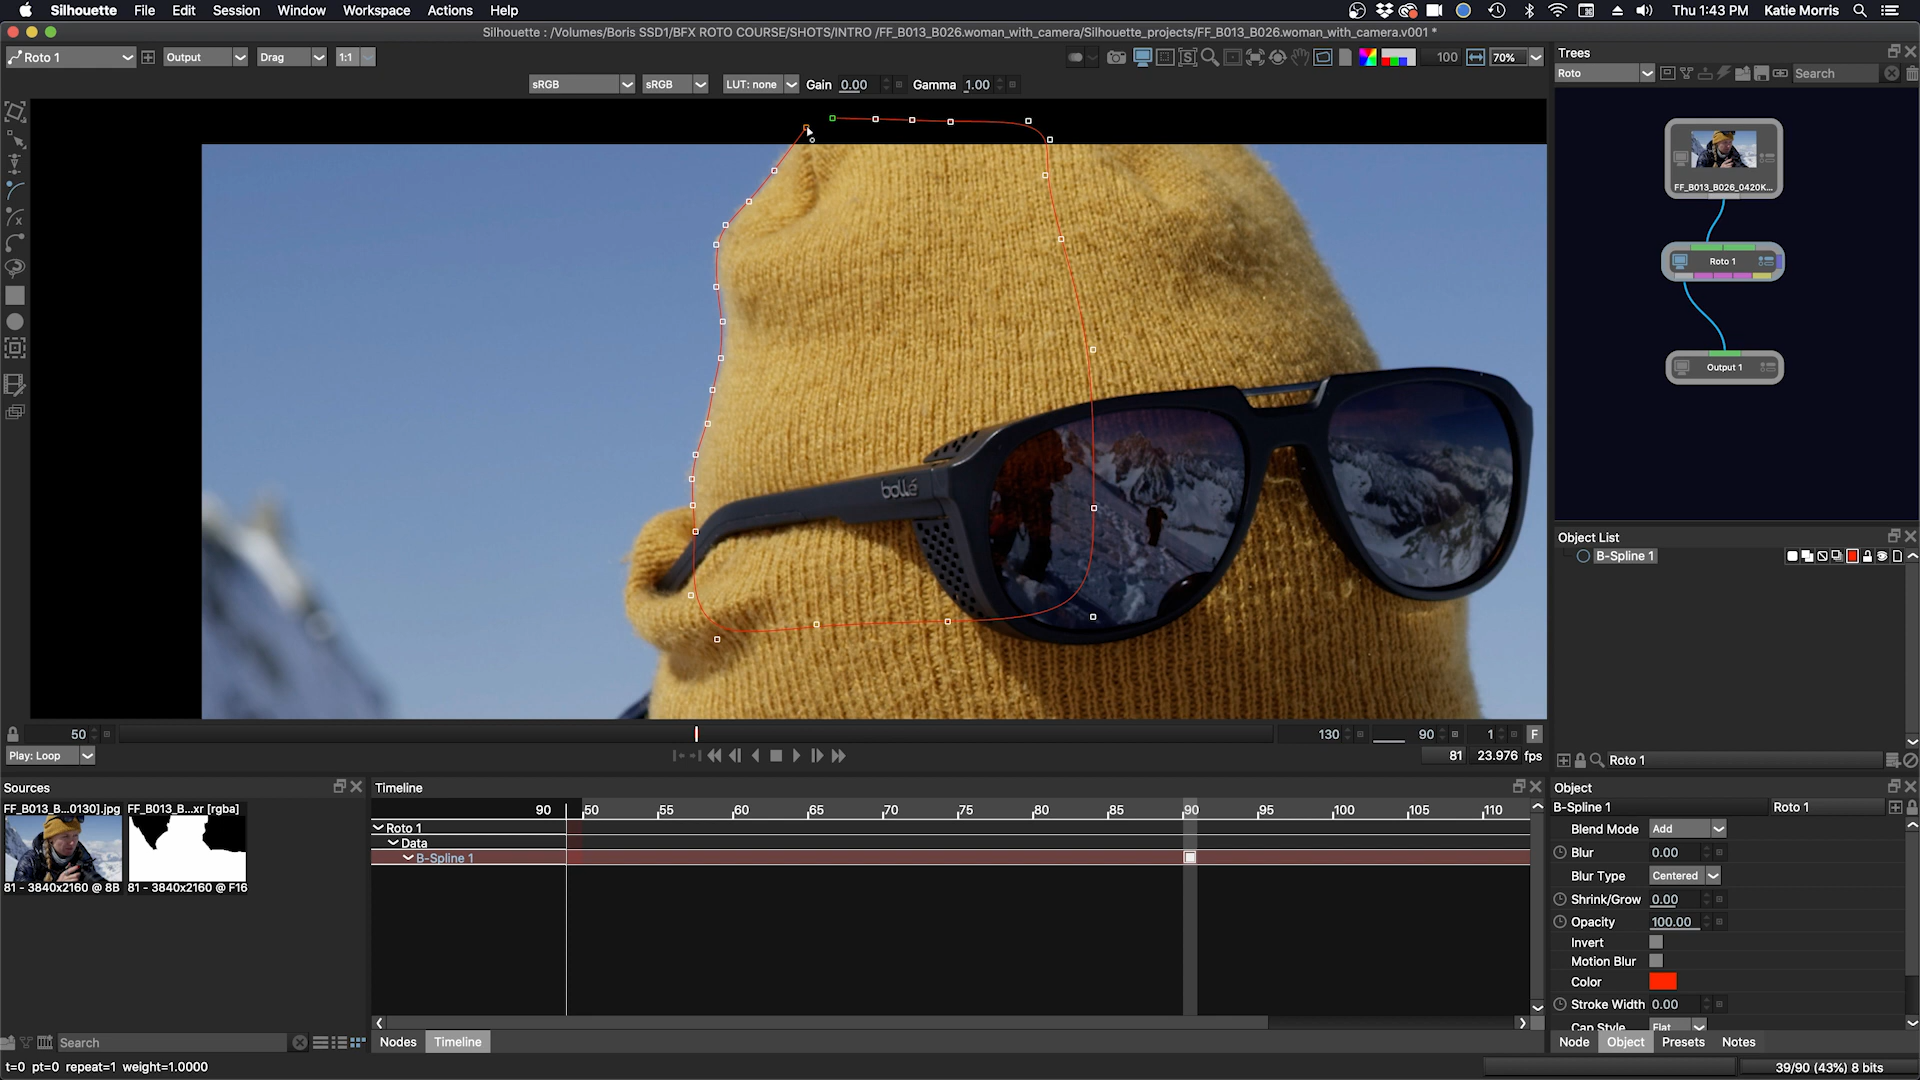 Silhouette File Edit Session Window Workspace Actions Help Thu 1:43 PM Katie Morris
Silhouette : /Volumes/Boris SSD1/BFX ROTO COURSE/SHOTS/INTRO /FF_B013_B026.woman_with_camera/Silhouette_projects/FF_B013_B026.woman_with_camera.v001 *
Roto 1 Output Drag 1:1 100 70%
sRGB sRGB LUT: none Gain 0.00 Gamma 1.00
Trees
Roto Search
FF_B013_B026_0420K...
Roto 1
Output 1
bollé
Object List
B-Spline 1
Roto 1
50 130 90 1 F
Play: Loop 81 23.976 fps
Sources
FF_B013_B...0130].jpg FF_B013_B...xr [rgba]
81 - 3840x2160 @ 8B 81 - 3840x2160 @ F16
Search
Timeline
90 50 55 60 65 70 75 80 85 90 95 100 105 110
Roto 1
Data
B-Spline 1
Nodes Timeline
Object
B-Spline 1 Roto 1
Blend Mode Add
Blur 0.00
Blur Type Centered
Shrink/Grow 0.00
Opacity 100.00
Invert
Motion Blur
Color
Stroke Width 0.00
Cap Style Flat
Node Object Presets Notes
t=0 pt=0 repeat=1 weight=1.0000
39/90 (43%) 8 bits